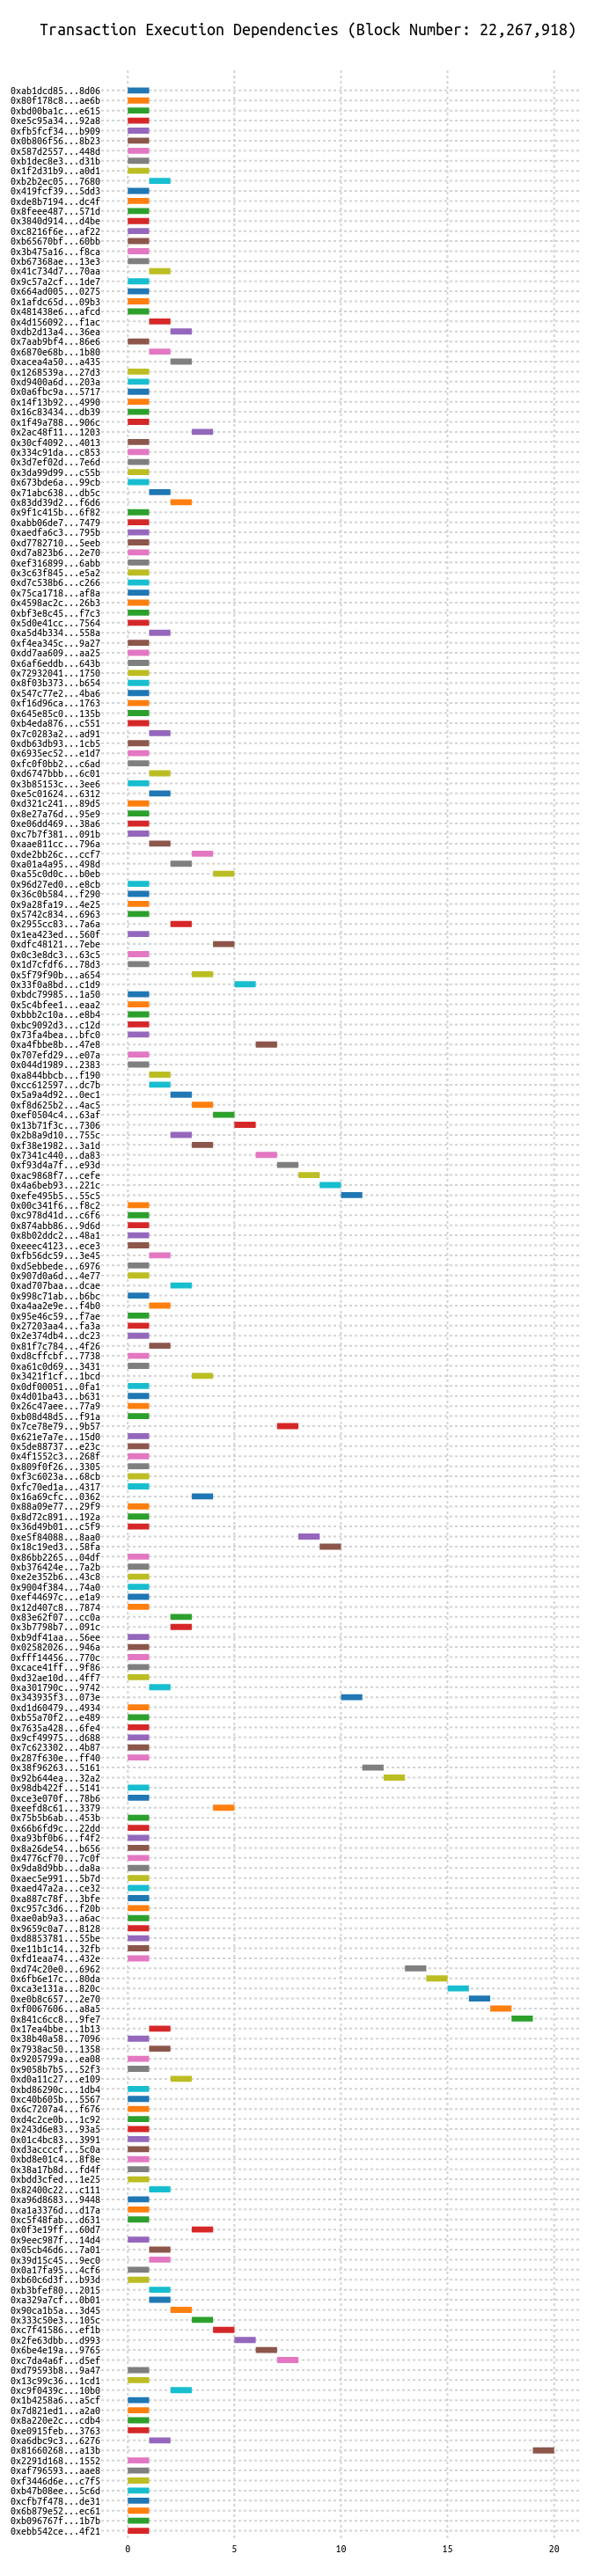 Transaction Execution Dependencies (Block Number: 22,267,918)
0xab1dcd85...8d06
0x80f178c8...ae6b
0xbd00ba1c...e615
0xe5c95a34...92a8
0xfb5fcf34...b909
0x0b806f56...8b23
0x587d2557...448d
0xb1dec8e3...d31b
0x1f2d31b9...a0d1
0xb2b2ec05...7680
0x419fcf39...5dd3
0xde8b7194...dc4f
0x8feee487...571d
0x3840d914...d4be
0xc8216f6e...af22
0xb65670bf...60bb
0x3b475a16...f8ca
0xb67368ae...13e3
0x41c734d7...70aa
0x9c57a2cf...1de7
0x664ad005...0275
0x1afdc65d...09b3
0x481438e6...afcd
0x4d156092...f1ac
0xdb2d13a4...36ea
0x7aab9bf4...86e6
0x6870e68b...1b80
0xacea4a50...a435
0x1268539a...27d3
0xd9400a6d...203a
0x0a6fbc9a...5717
0x14f13b92...4990
0x16c83434...db39
0x1f49a788...906c
0x2ac48f11...1203
0x30cf4092...4013
0x334c91da...c853
0x3d7ef02d...7e6d
0x3da99d99...c55b
0x673bde6a...99cb
0x71abc638...db5c
0x83dd39d2...f6d6
0x9f1c415b...6f82
0xabb06de7...7479
0xaedfa6c3...795b
0xd7782710...5eeb
0xd7a823b6...2e70
0xef316899...6abb
0x3c63f845...e5a2
0xd7c538b6...c266
0x75ca1718...af8a
0x4598ac2c...26b3
0xbf3e8c45...f7c3
0x5d0e41cc...7564
0xa5d4b334...558a
0xf4ea345c...9a27
0xdd7aa609...aa25
0x6af6eddb...643b
0x72932041...1750
0x8f03b373...b654
0x547c77e2...4ba6
0xf16d96ca...1763
0x645e85c0...135b
0xb4eda876...c551
0x7c0283a2...ad91
0xdb63db93...1cb5
0x6935ec52...e1d7
0xfc0f0bb2...c6ad
0xd6747bbb...6c01
0x3b85153c...3ee6
0xe5c01624...6312
0xd321c241...89d5
0x8e27a76d...95e9
0xe06dd469...38a6
0xc7b7f381...091b
0xaae811cc...796a
0xde2bb26c...ccf7
0xa01a4a95...498d
0xa55c0d0c...b0eb
0x96d27ed0...e8cb
0x36c0b584...f290
0x9a28fa19...4e25
0x5742c834...6963
0x2955cc83...7a6a
0x1ea423ed...560f
0xdfc48121...7ebe
0x0c3e8dc3...63c5
0x1d7cfdf6...78d3
0x5f79f90b...a654
0x33f0a8bd...c1d9
0xbdc79985...1a50
0x5c4bfee1...eaa2
0xbbb2c10a...e8b4
0xbc9092d3...c12d
0x73fa4bea...bfc0
0xa4fbbe8b...47e8
0x707efd29...e07a
0x044d1989...2383
0xa844bbcb...f190
0xcc612597...dc7b
0x5a9a4d92...0ec1
0xf8d625b2...4ac5
0xef0504c4...63af
0x13b71f3c...7306
0x2b8a9d10...755c
0xf38e1982...3a1d
0x7341c440...da83
0xf93d4a7f...e93d
0xac9868f7...cefe
0x4a6beb93...221c
0xefe495b5...55c5
0x00c341f6...f8c2
0xc978d41d...c6f6
0x874abb86...9d6d
0x8b02ddc2...48a1
0xeeec4123...ece3
0xfb56dc59...3e45
0xd5ebbede...6976
0x907d0a6d...4e77
0xad707baa...dcae
0x998c71ab...b6bc
0xa4aa2e9e...f4b0
0x95e46c59...f7ae
0x27203aa4...fa3a
0x2e374db4...dc23
0x81f7c784...4f26
0xd8cffcbf...7738
0xa61c0d69...3431
0x3421f1cf...1bcd
0x0df00051...0fa1
0x4d01ba43...b631
0x26c47aee...77a9
0xb08d48d5...f91a
0x7ce78e79...9b57
0x621e7a7e...15d0
0x5de88737...e23c
0x4f1552c3...268f
0x809f0f26...3305
0xf3c6023a...68cb
0xfc70ed1a...4317
0x16a69cfc...0362
0x88a09e77...29f9
0x8d72c891...192a
0x36d49b01...c5f9
0xe5f84088...8aa0
0x18c19ed3...58fa
0x86bb2265...04df
0xb376424e...7a2b
0xe2e352b6...43c8
0x9004f384...74a0
0xef44697c...e1a9
0x12d407c8...7874
0x83e62f07...cc0a
0x3b7798b7...091c
0xb9df41aa...56ee
0x02582026...946a
0xfff14456...770c
0xcace41ff...9f86
0xd32ae10d...4ff7
0xa301790c...9742
0x343935f3...073e
0xd1d60479...4934
0xb55a70f2...e489
0x7635a428...6fe4
0x9cf49975...d688
0x7c623302...4b87
0x287f630e...ff40
0x38f96263...5161
0x92b644ea...32a2
0x98db422f...5141
0xce3e070f...78b6
0xeefd8c61...3379
0x75b5b6ab...453b
0x66b6fd9c...22dd
0xa93bf0b6...f4f2
0x8a26de54...b656
0x4776cf70...7c0f
0x9da8d9bb...da8a
0xaec5e991...5b7d
0xaed47a2a...ce32
0xa887c78f...3bfe
0xc957c3d6...f20b
0xae0ab9a3...a6ac
0x9659c0a7...8128
0xd8853781...55be
0xe11b1c14...32fb
0xfd1eaa74...432e
0xd74c20e0...6962
0x6fb6e17c...80da
0xca3e131a...820c
0xe0b8c657...2e70
0xf0067606...a8a5
0x841c6cc8...9fe7
0x17ea4bbe...1b13
0x38b40a58...7096
0x7938ac50...1358
0x9205799a...ea08
0x9058b7b5...52f3
0xd0a11c27...e109
0xbd86290c...1db4
0xc40b605b...5567
0x6c7207a4...f676
0xd4c2ce0b...1c92
0x243d6e83...93a5
0x01c4bc83...3991
0xd3accccf...5c0a
0xbd8e01c4...8f8e
0x38a17b8d...fd4f
0xbdd3cfed...1e25
0x82400c22...c111
0xa96d8683...9448
0xa1a3376d...d17a
0xc5f48fab...d631
0x0f3e19ff...60d7
0x9eec987f...14d4
0x05cb46d6...7a01
0x39d15c45...9ec0
0x0a17fa95...4cf6
0xb60c6d3f...b93d
0xb3bfef80...2015
0xa329a7cf...0b01
0x90ca1b5a...3d45
0x333c50e3...105c
0xc7f41586...ef1b
0x2fe63dbb...d993
0x6be4e19a...9765
0xc7da4a6f...d5ef
0xd79593b8...9a47
0x13c99c36...1cd1
0xc9f0439c...10b0
0x1b4258a6...a5cf
0x7d821ed1...a2a0
0x8a220e2c...cdb4
0xe0915feb...3763
0xa6dbc9c3...6276
0x81660268...a13b
0x2291d168...1552
0xaf796593...aae8
0xf3446d6e...c7f5
0xb47b08ee...5c6d
0xcfb7f478...de31
0x6b879e52...ec61
0xb096767f...1b7b
0xebb542ce...4f21
0 5 10 15 20